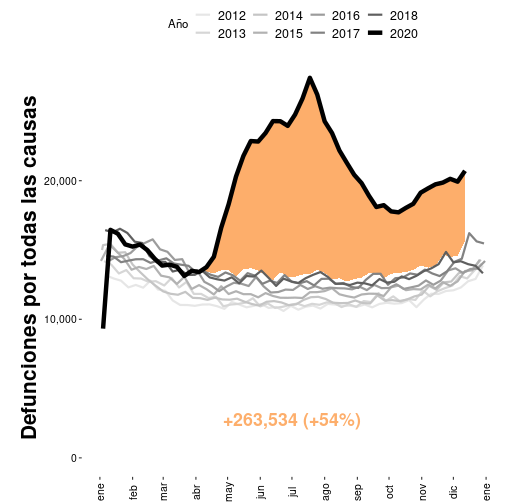 Año
2012 2014 2016 2018
2013 2015 2017 2020
Defunciones por todas las causas
20,000
10,000
0
+263,534 (+54%)
ene feb mar abr may jun jul ago sep oct nov dic ene